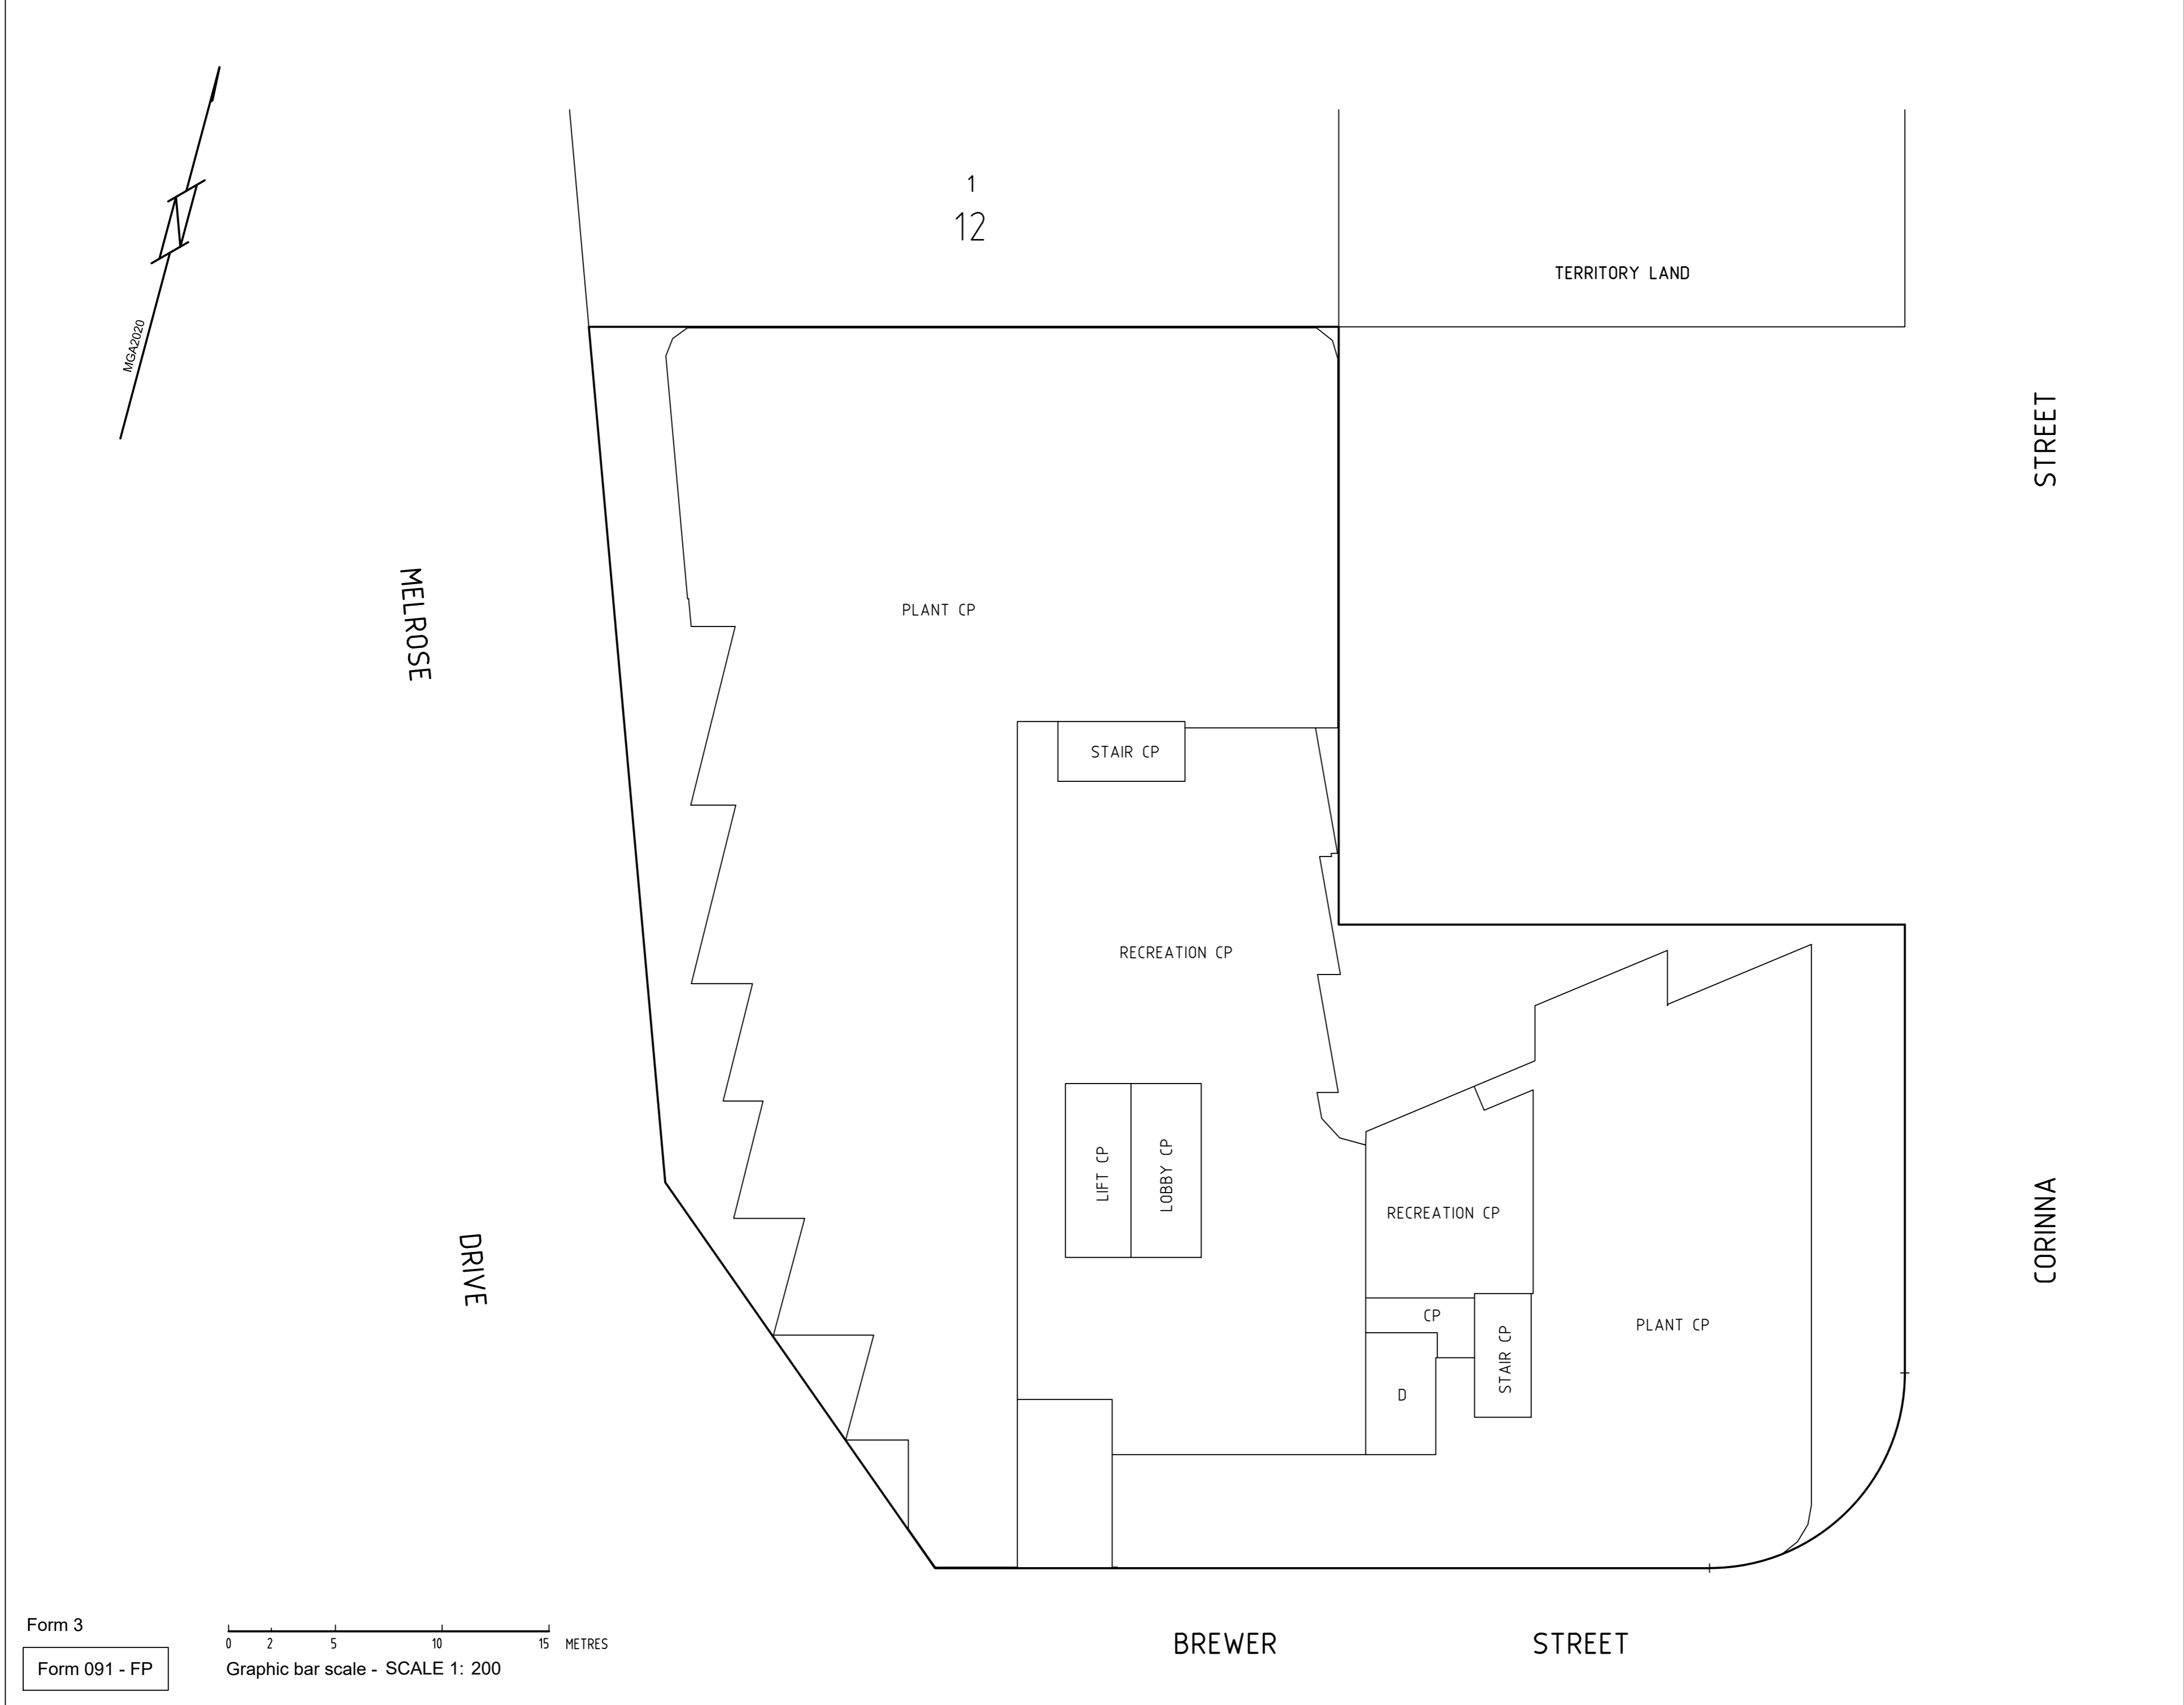 1
12
TERRITORY LAND
MGA2020
STREET
MELROSE
PLANT CP
STAIR CP
RECREATION CP
LIFT CP
LOBBY CP
RECREATION CP
CP
STAIR CP
D
PLANT CP
DRIVE
CORINNA
Form 3
Form 091 - FP
0 2 5 10 15 METRES
Graphic bar scale - SCALE 1: 200
BREWER STREET